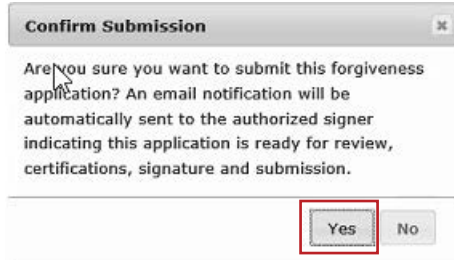 Confirm Submission
Are you sure you want to submit this forgiveness
application? An email notification will be
automatically sent to the authorized signer
indicating this application is ready for review,
certifications, signature and submission.
Yes No